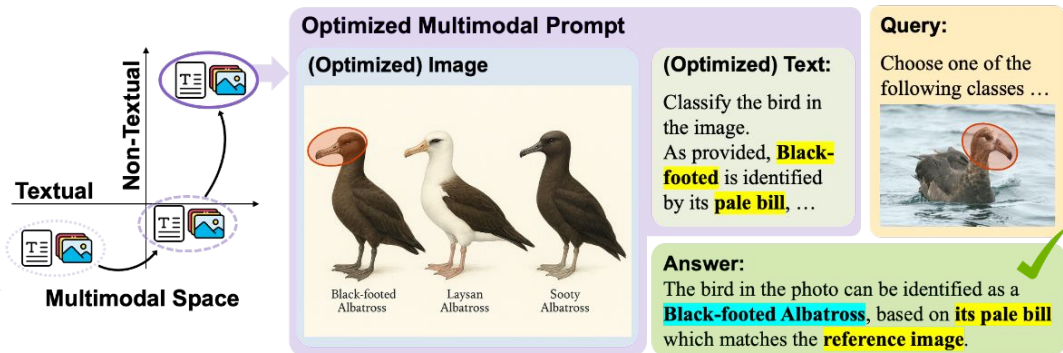 Non-Textual
Textual
Multimodal Space
T
T
T
Optimized Multimodal Prompt
(Optimized) Image
Black-footed
Albatross
Laysan
Albatross
Sooty
Albatross
(Optimized) Text:
Classify the bird in
the image.
As provided, Black-
footed is identified
by its pale bill, …
Query:
Choose one of the
following classes …
Answer:
The bird in the photo can be identified as a
Black-footed Albatross, based on its pale bill
which matches the reference image.